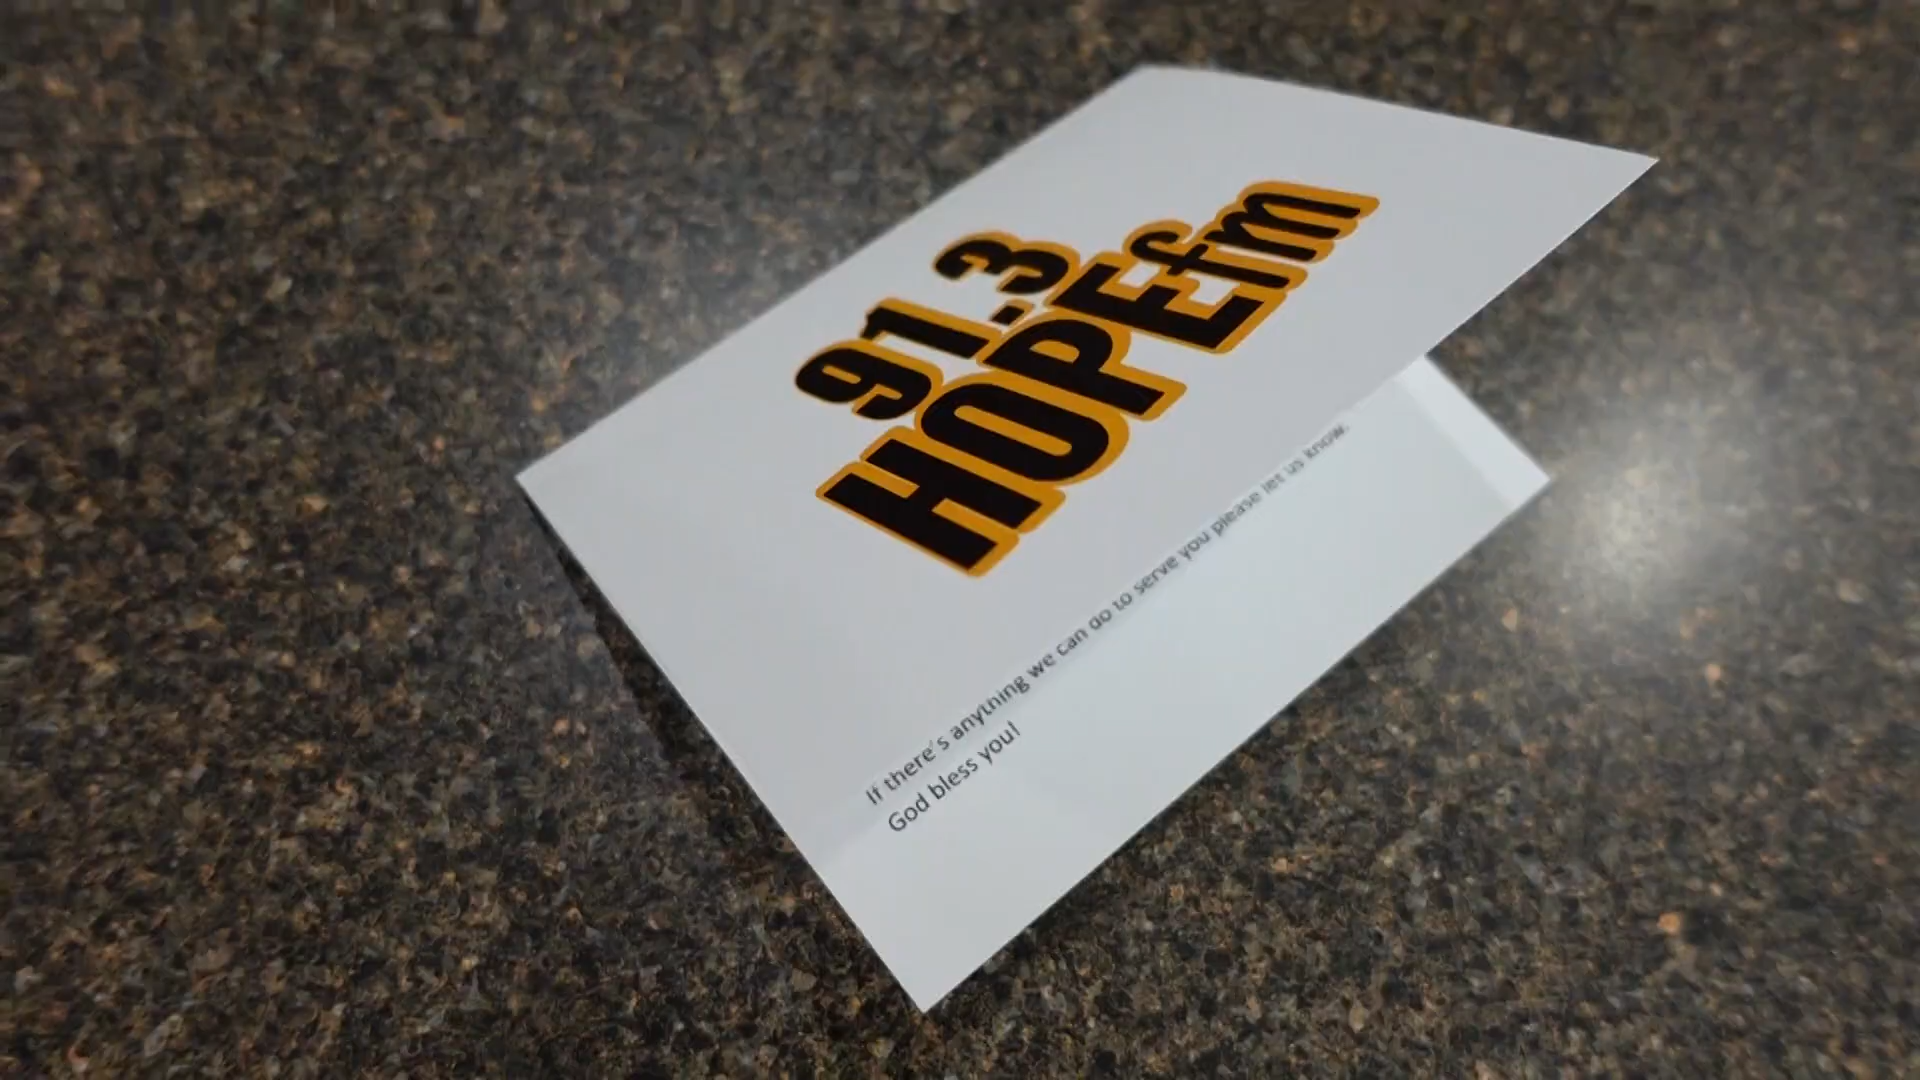 91.3
HOPEfm
If there's anything we can do to serve you please let us know.
God bless you!